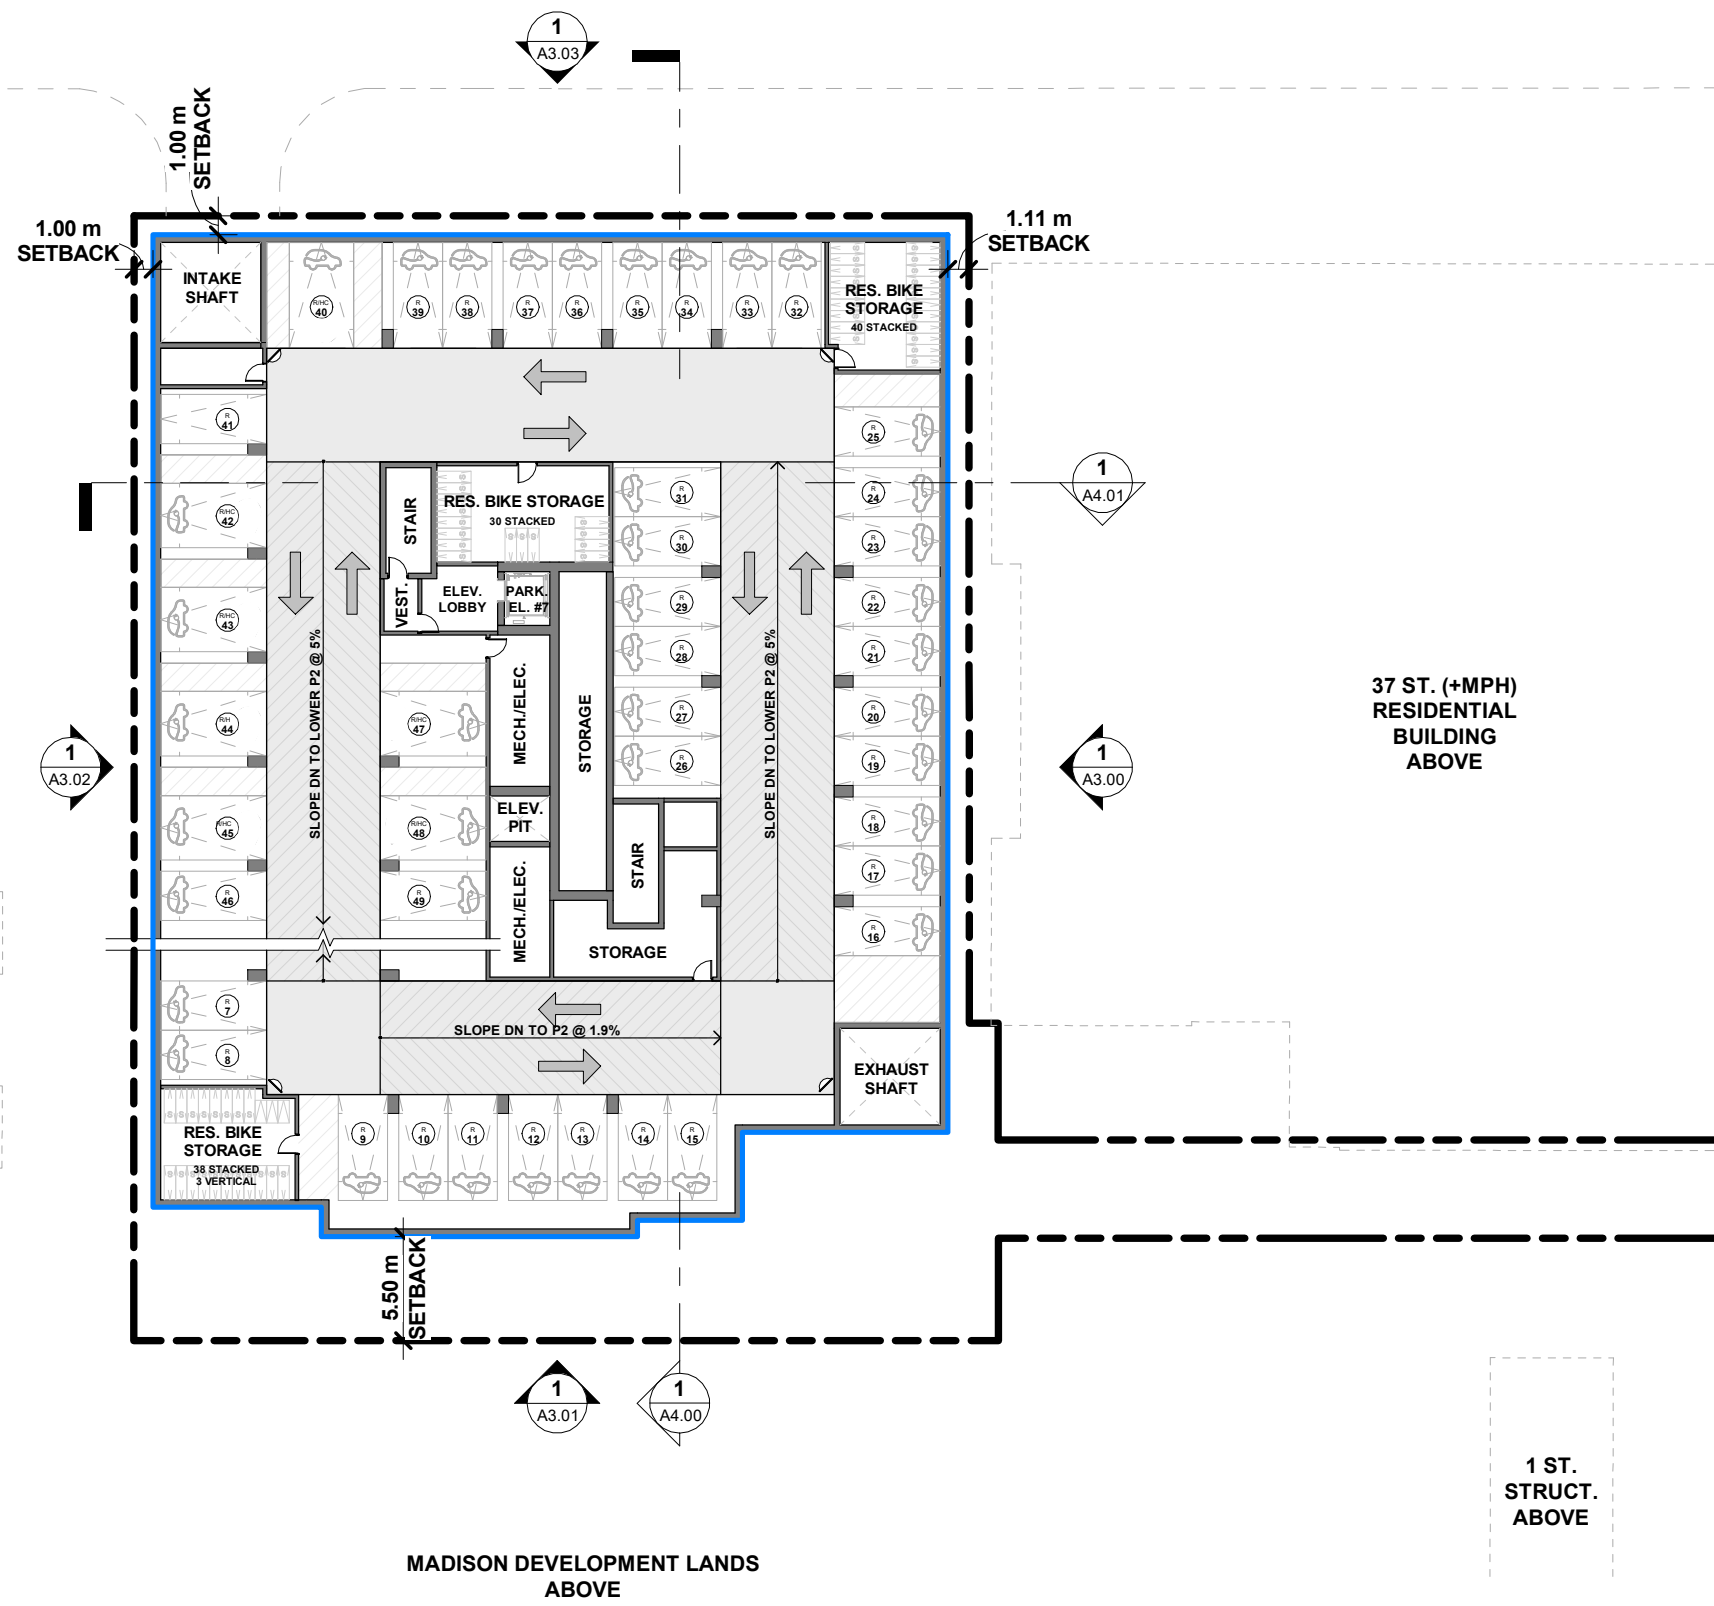 1
A3.03
1.00 m
SETBACK
1.00 m
SETBACK
1.11 m
SETBACK
INTAKE
SHAFT
R/HC
40
R
39
R
38
R
37
R
36
R
35
R
34
R
33
R
32
RES. BIKE
STORAGE
40 STACKED
R
41
R
25
R/HC
42
STAIR
RES. BIKE STORAGE
30 STACKED
R
31
R
24
1
A4.01
R
30
R
23
VEST.
ELEV.
LOBBY
PARK.
EL. #7
R/HC
43
R
29
R
22
R
28
R
21
SLOPE DN TO LOWER P2 @ 5%
MECH./ELEC.
STORAGE
SLOPE DN TO LOWER P2 @ 5%
37 ST. (+MPH)
RESIDENTIAL
BUILDING
ABOVE
R/H
44
R/HC
47
R
27
R
20
1
A3.02
R
26
R
19
1
A3.00
ELEV.
PIT
R/HC
45
R/HC
48
R
18
STAIR
R
17
R
46
R
49
MECH./ELEC.
STORAGE
R
16
R
7
SLOPE DN TO P2 @ 1.9%
R
8
EXHAUST
SHAFT
RES. BIKE
STORAGE
38 STACKED
3 VERTICAL
R
9
R
10
R
11
R
12
R
13
R
14
R
15
5.50 m
SETBACK
1
A3.01
1
A4.00
1 ST.
STRUCT.
ABOVE
MADISON DEVELOPMENT LANDS
ABOVE